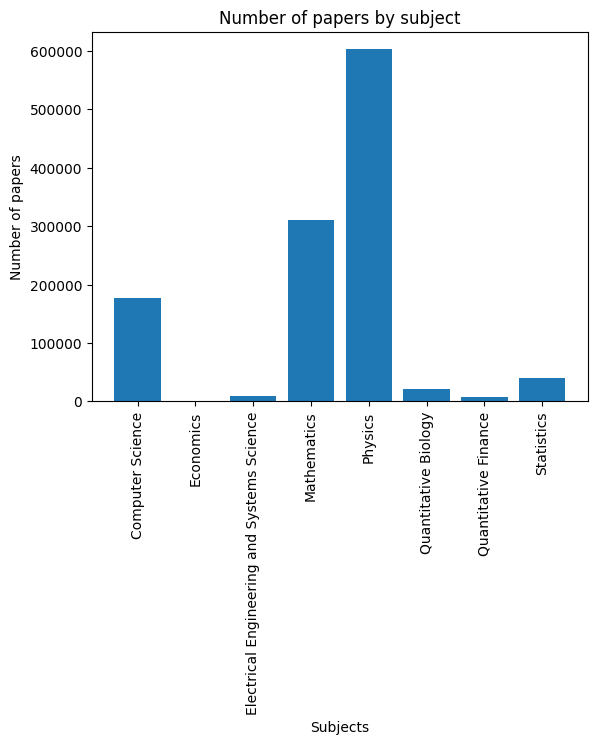 Number of papers by subject
Number of papers
600000
500000
400000
300000
200000
100000
0
Computer Science
Economics
Electrical Engineering and Systems Science
Mathematics
Physics
Quantitative Biology
Quantitative Finance
Statistics
Subjects